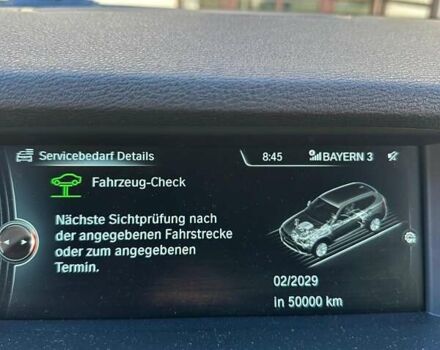 Servicebedarf Details
8:45
BAYERN 3
Fahrzeug-Check
Nächste Sichtprüfung nach
der angegebenen Fahrstrecke
oder zum angegebenen
Termin.
02/2029
in 50000 km